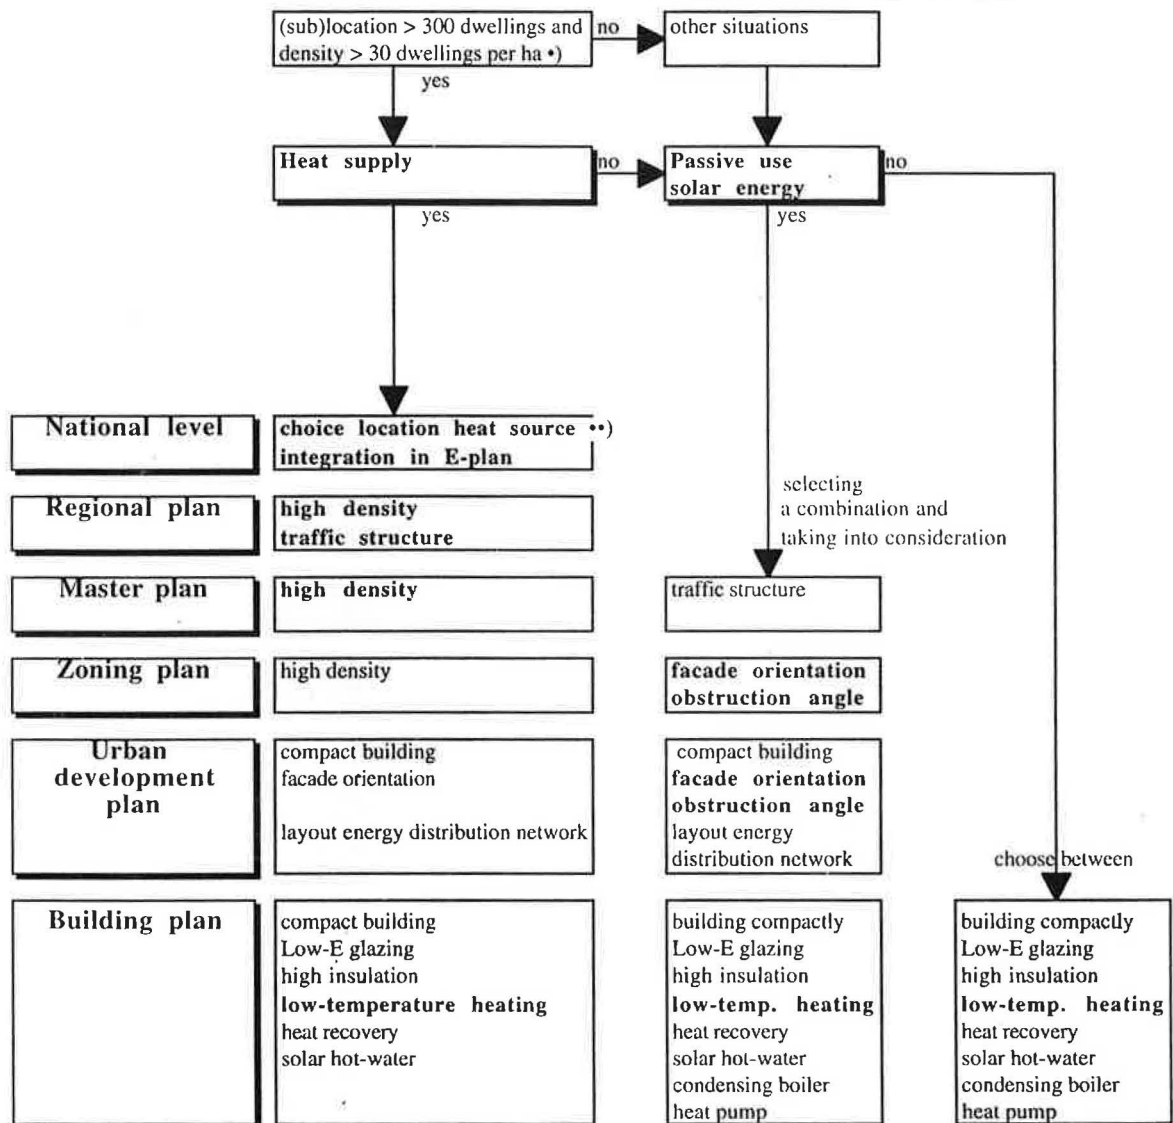 (sub)location > 300 dwellings and
density > 30 dwellings per ha •)
no
other situations
yes
Heat supply
no
Passive use
solar energy
no
yes
yes
National level
choice location heat source ••)
integration in E-plan
Regional plan
high density
traffic structure
selecting
a combination and
taking into consideration
Master plan
high density
traffic structure
Zoning plan
high density
facade orientation
obstruction angle
Urban
development
plan
compact building
facade orientation
layout energy distribution network
compact building
facade orientation
obstruction angle
layout energy
distribution network
choose between
Building plan
compact building
Low-E glazing
high insulation
low-temperature heating
heat recovery
solar hot-water
building compactly
Low-E glazing
high insulation
low-temp. heating
heat recovery
solar hot-water
condensing boiler
heat pump
building compactly
Low-E glazing
high insulation
low-temp. heating
heat recovery
solar hot-water
condensing boiler
heat pump